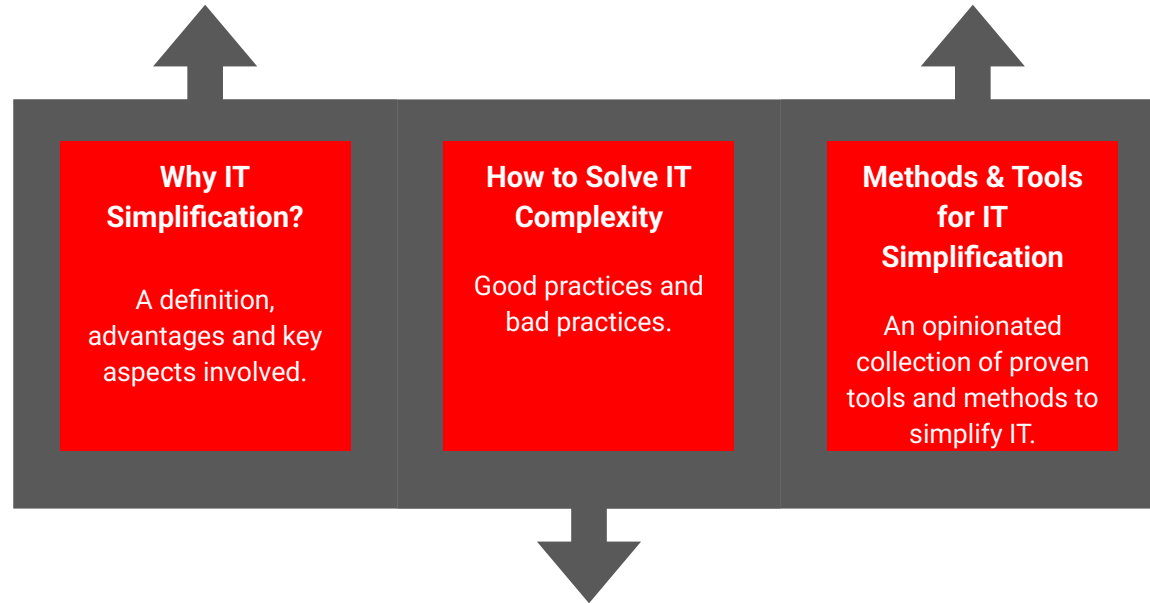 Why IT
Simplification?
A definition,
advantages and key
aspects involved.
How to Solve IT
Complexity
Good practices and
bad practices.
Methods & Tools
for IT
Simplification
An opinionated
collection of proven
tools and methods to
simplify IT.